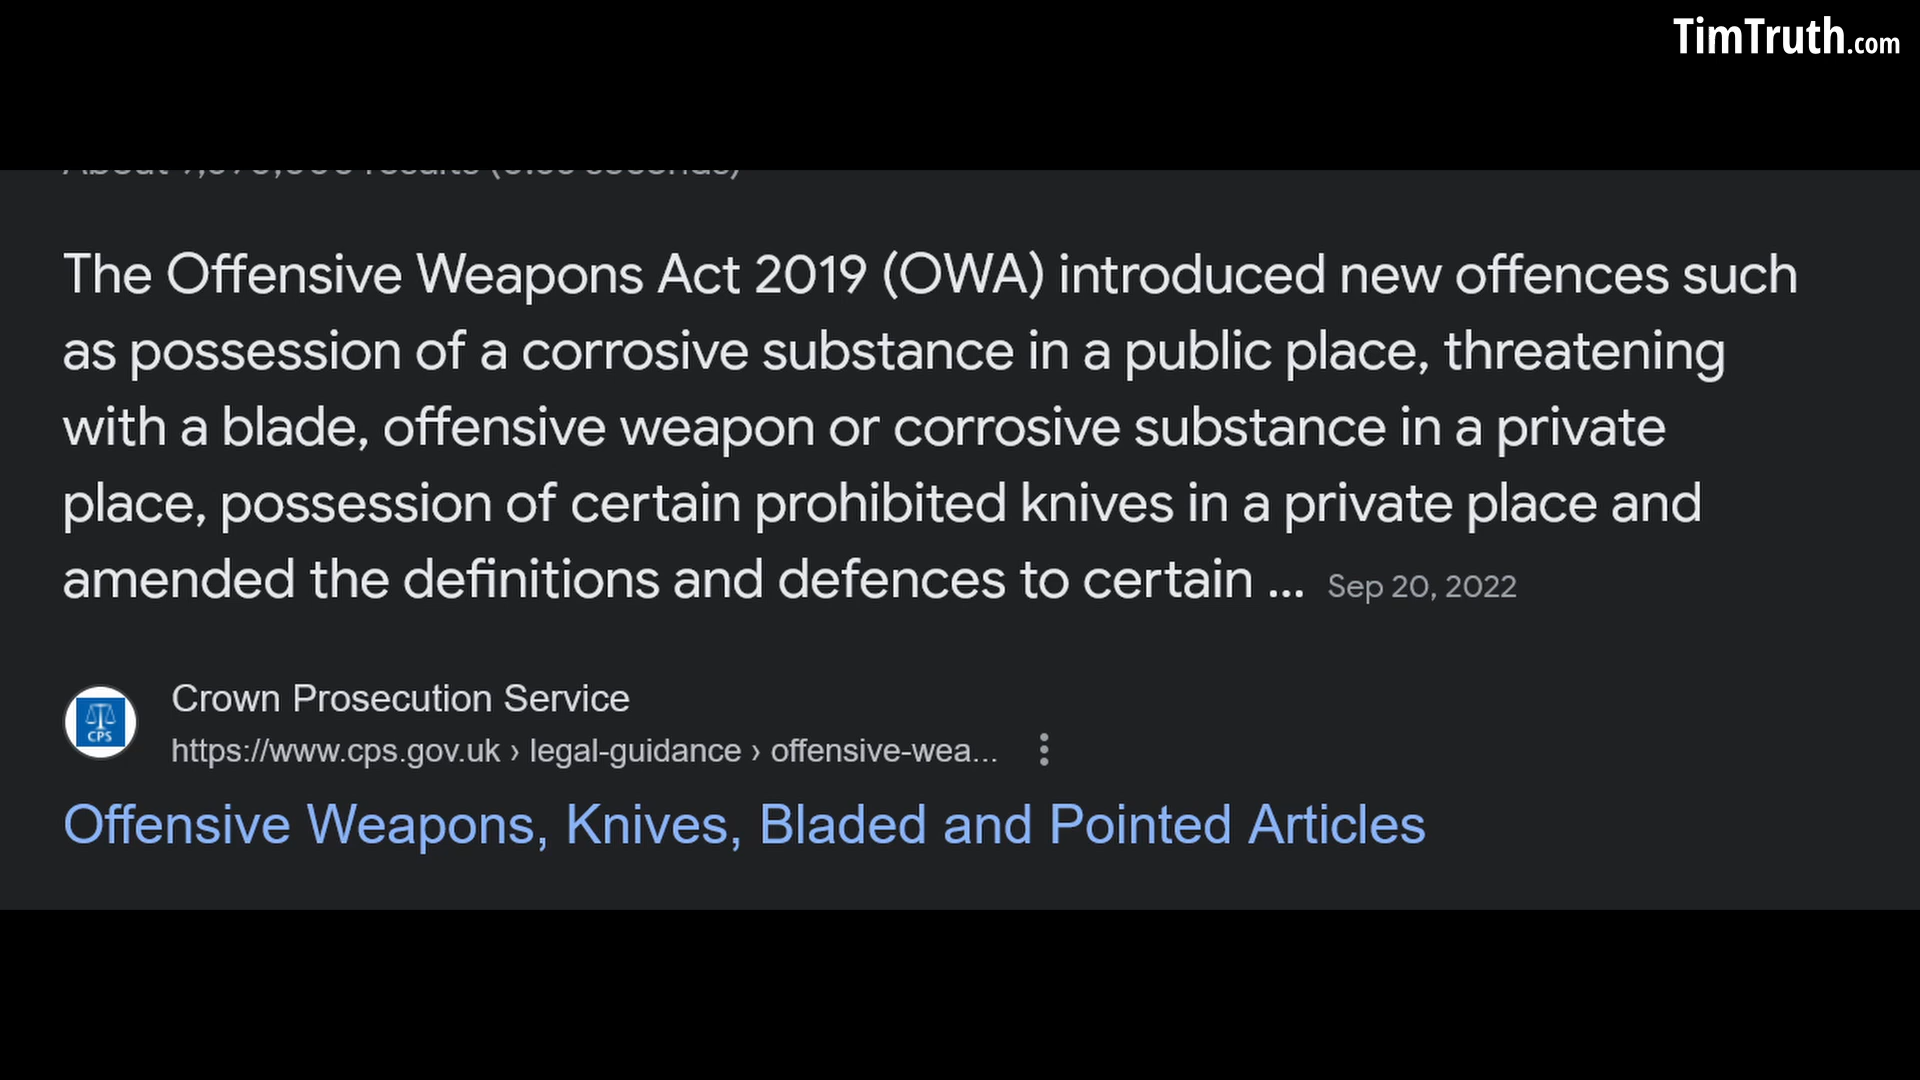 TimTruth.com
The Offensive Weapons Act 2019 (OWA) introduced new offences such
as possession of a corrosive substance in a public place, threatening
with a blade, offensive weapon or corrosive substance in a private
place, possession of certain prohibited knives in a private place and
amended the definitions and defences to certain ... Sep 20, 2022
CPS
Crown Prosecution Service
https://www.cps.gov.uk › legal-guidance › offensive-wea...
Offensive Weapons, Knives, Bladed and Pointed Articles